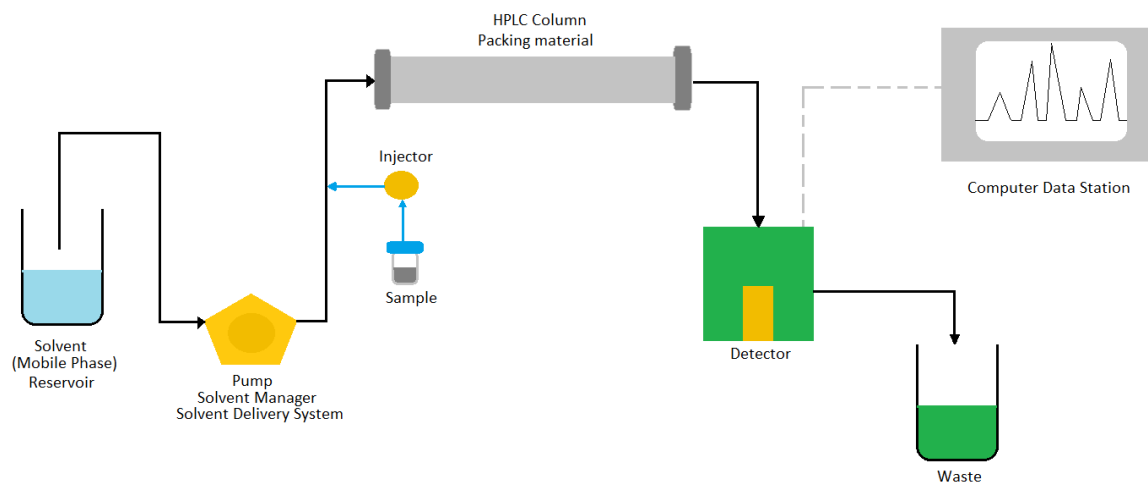 HPLC Column
Packing material
Injector
Sample
Computer Data Station
Solvent
(Mobile Phase)
Reservoir
Pump
Solvent Manager
Solvent Delivery System
Detector
Waste